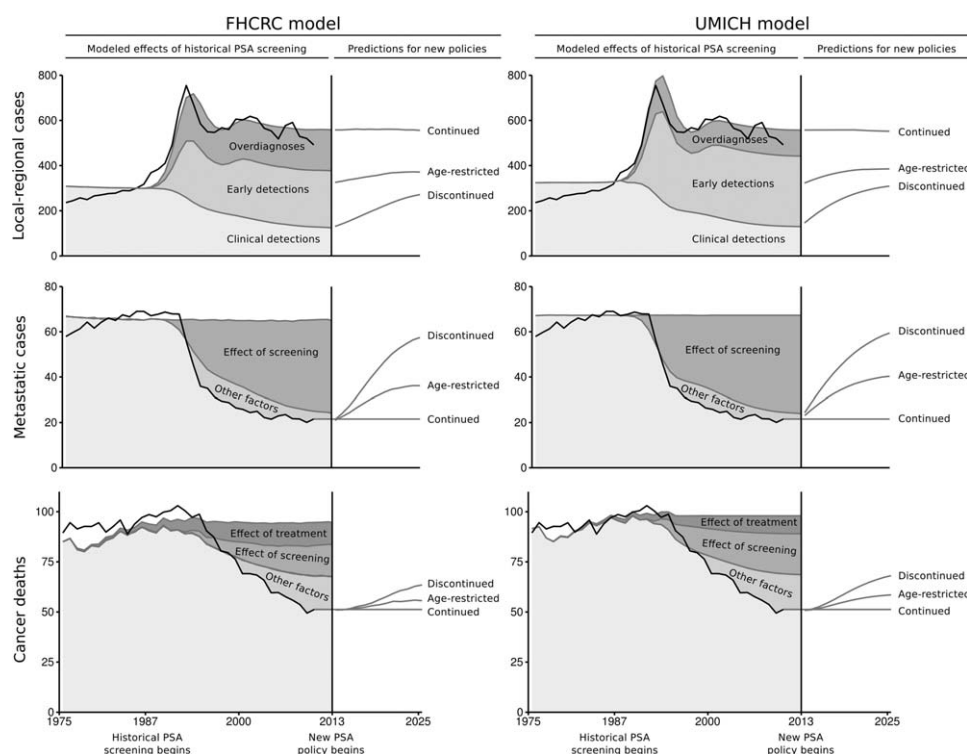 FHCRC model
UMICH model
Modeled effects of historical PSA screening
Predictions for new policies
Modeled effects of historical PSA screening
Predictions for new policies
Local-regional cases
800
600
400
200
0
Overdiagnoses
Early detections
Clinical detections
Continued
Age-restricted
Discontinued
800
600
400
200
0
Overdiagnoses
Early detections
Clinical detections
Continued
Age-restricted
Discontinued
Metastatic cases
80
60
40
20
0
Effect of screening
Other factors
Discontinued
Age-restricted
Continued
80
60
40
20
0
Effect of screening
Other factors
Discontinued
Age-restricted
Continued
Cancer deaths
100
75
50
25
0
Effect of treatment
Effect of screening
Other factors
Discontinued
Age-restricted
Continued
100
75
50
25
0
Effect of treatment
Effect of screening
Other factors
Discontinued
Age-restricted
Continued
1975
1987
2000
2013
2025
1975
1987
2000
2013
2025
Historical PSA
screening begins
New PSA
policy begins
Historical PSA
screening begins
New PSA
policy begins